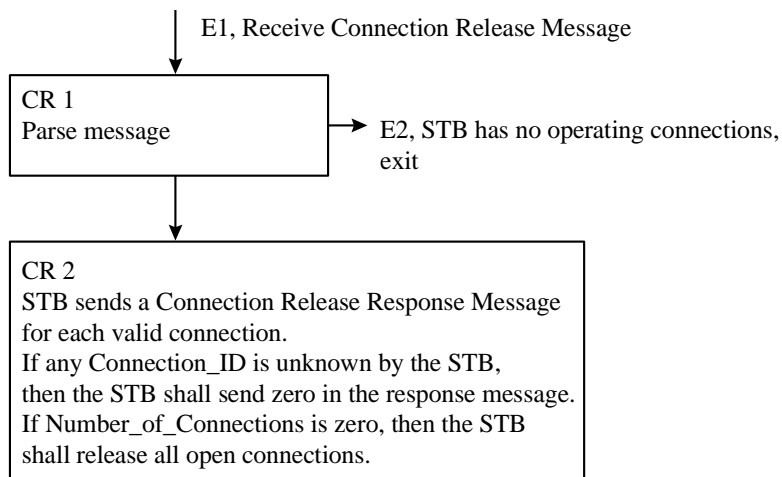 E1, Receive Connection Release Message
CR 1
Parse message
E2, STB has no operating connections,
exit
CR 2
STB sends a Connection Release Response Message
for each valid connection.
If any Connection_ID is unknown by the STB,
then the STB shall send zero in the response message.
If Number_of_Connections is zero, then the STB
shall release all open connections.